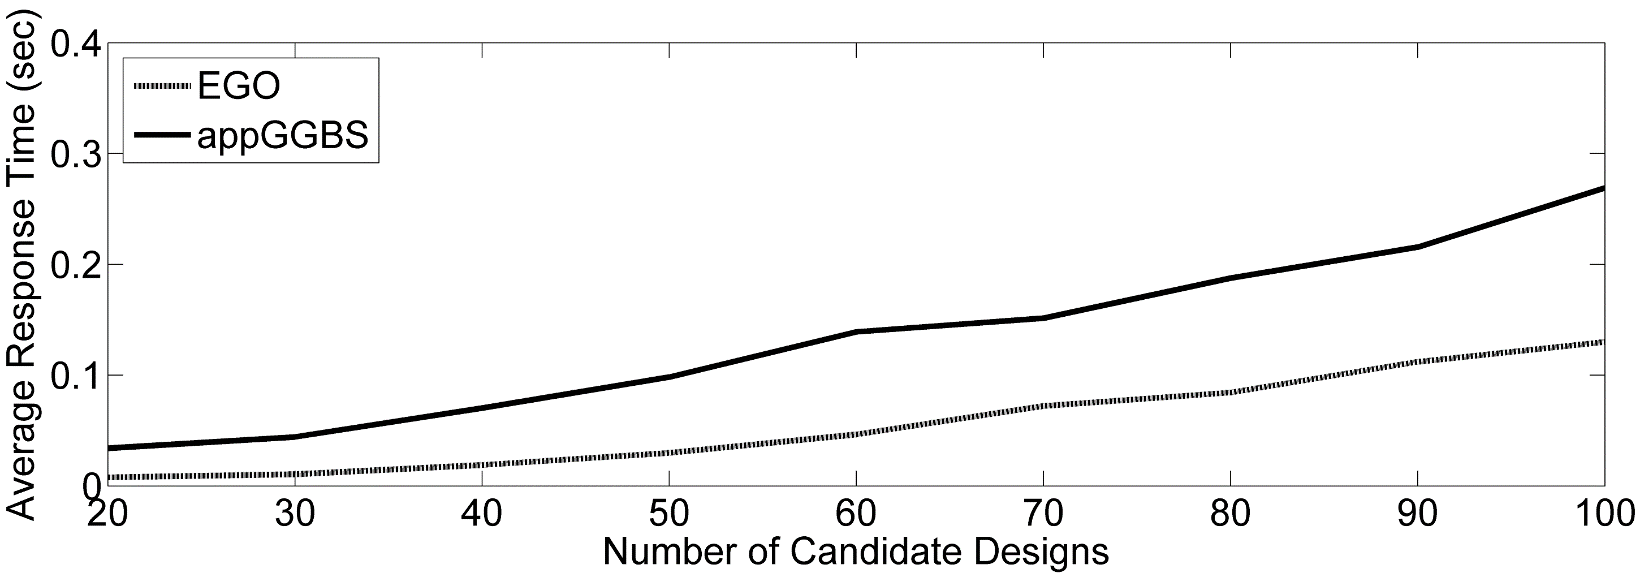 Average Response Time (sec)
0.4
0.3
0.2
0.1
0
EGO
appGGBS
20 30 40 50 60 70 80 90 100
Number of Candidate Designs